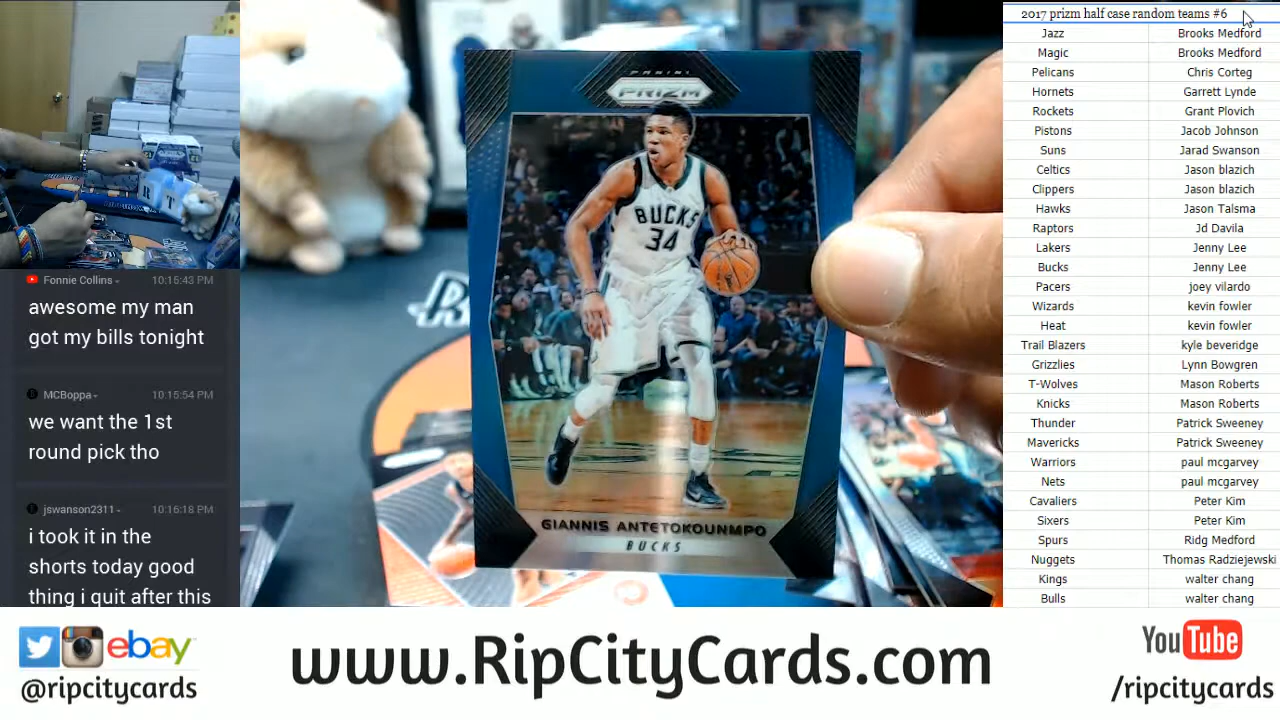 Fonnie Collins 10:15:43 PM
awesome my man
got my bills tonight
MCBoppa 10:15:54 PM
we want the 1st
round pick tho
jswanson2311 10:16:18 PM
i took it in the
shorts today good
thing i quit after this
PANINI
PRIZM
BUCKS
34
GIANNIS ANTETOKOUNMPO
BUCKS
2017 prizm half case random teams #6
Jazz Brooks Medford
Magic Brooks Medford
Pelicans Chris Corteg
Hornets Garrett Lynde
Rockets Grant Plovich
Pistons Jacob Johnson
Suns Jarad Swanson
Celtics Jason blazich
Clippers Jason blazich
Hawks Jason Talsma
Raptors Jd Davila
Lakers Jenny Lee
Bucks Jenny Lee
Pacers joey vilardo
Wizards kevin fowler
Heat kevin fowler
Trail Blazers kyle beveridge
Grizzlies Lynn Bowgren
T-Wolves Mason Roberts
Knicks Mason Roberts
Thunder Patrick Sweeney
Mavericks Patrick Sweeney
Warriors paul mcgarvey
Nets paul mcgarvey
Cavaliers Peter Kim
Sixers Peter Kim
Spurs Ridg Medford
Nuggets Thomas Radziejewski
Kings walter chang
Bulls walter chang
ebay
@ripcitycards
www.RipCityCards.com
YouTube
/ripcitycards